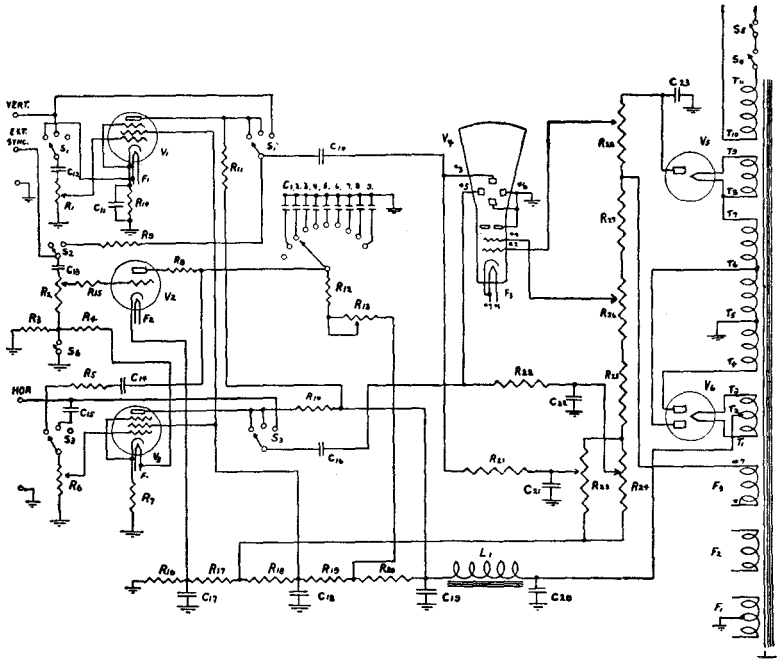 S5
S4
T11
C23
VERT.
EXT.
SYNC.
S1
V1
S1
C10
V4
R28
T10
V5
T9
C12
F1
R11
T8
R1
C11
R10
C1, 2, 3, 4, 5, 6, 7, 8, 9.
T7
R9
R27
S2
T6
C13
R8
R2
R15
V2
R12
F3
R3
R4
F2
R13
R26
T5
S6
T4
R5
C14
R25
HOR
R22
V6
T2
C15
R14
C22
T3
S3
S3
T1
V3
C16
F1
R6
R21
R7
C21
R23
R24
F3
R16
R17
R18
R19
R20
L1
F2
C17
C18
C19
C20
F1